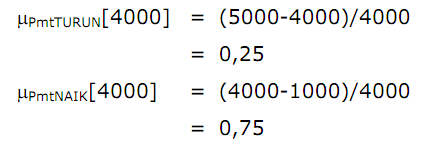 μPmtTURUN[4000] = (5000-4000)/4000
= 0,25
μPmtNAIK[4000] = (4000-1000)/4000
= 0,75